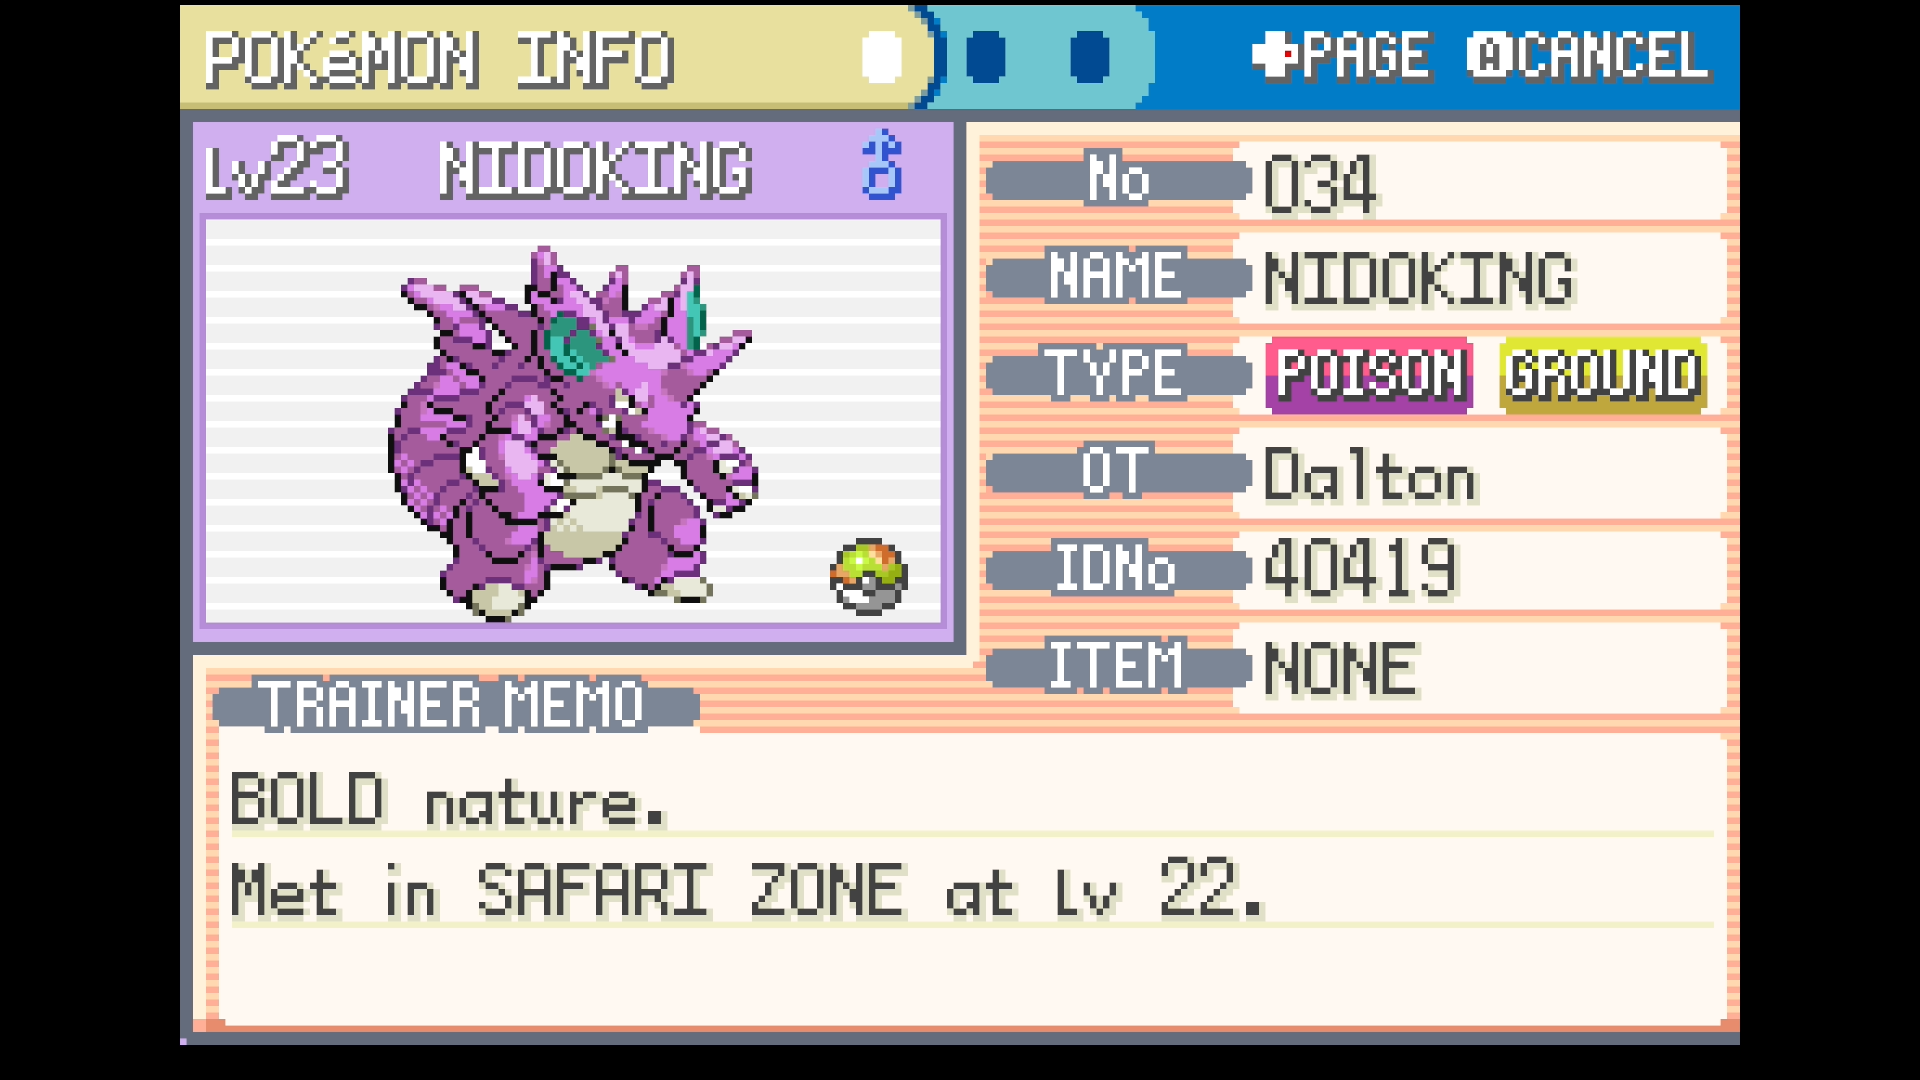 POKéMON INFO PAGE A CANCEL
Lv23 NIDOKING ♂
No 034
NAME NIDOKING
TYPE POISON GROUND
OT Dalton
IDNo 40419
ITEM NONE
TRAINER MEMO
BOLD nature.
Met in SAFARI ZONE at Lv 22.